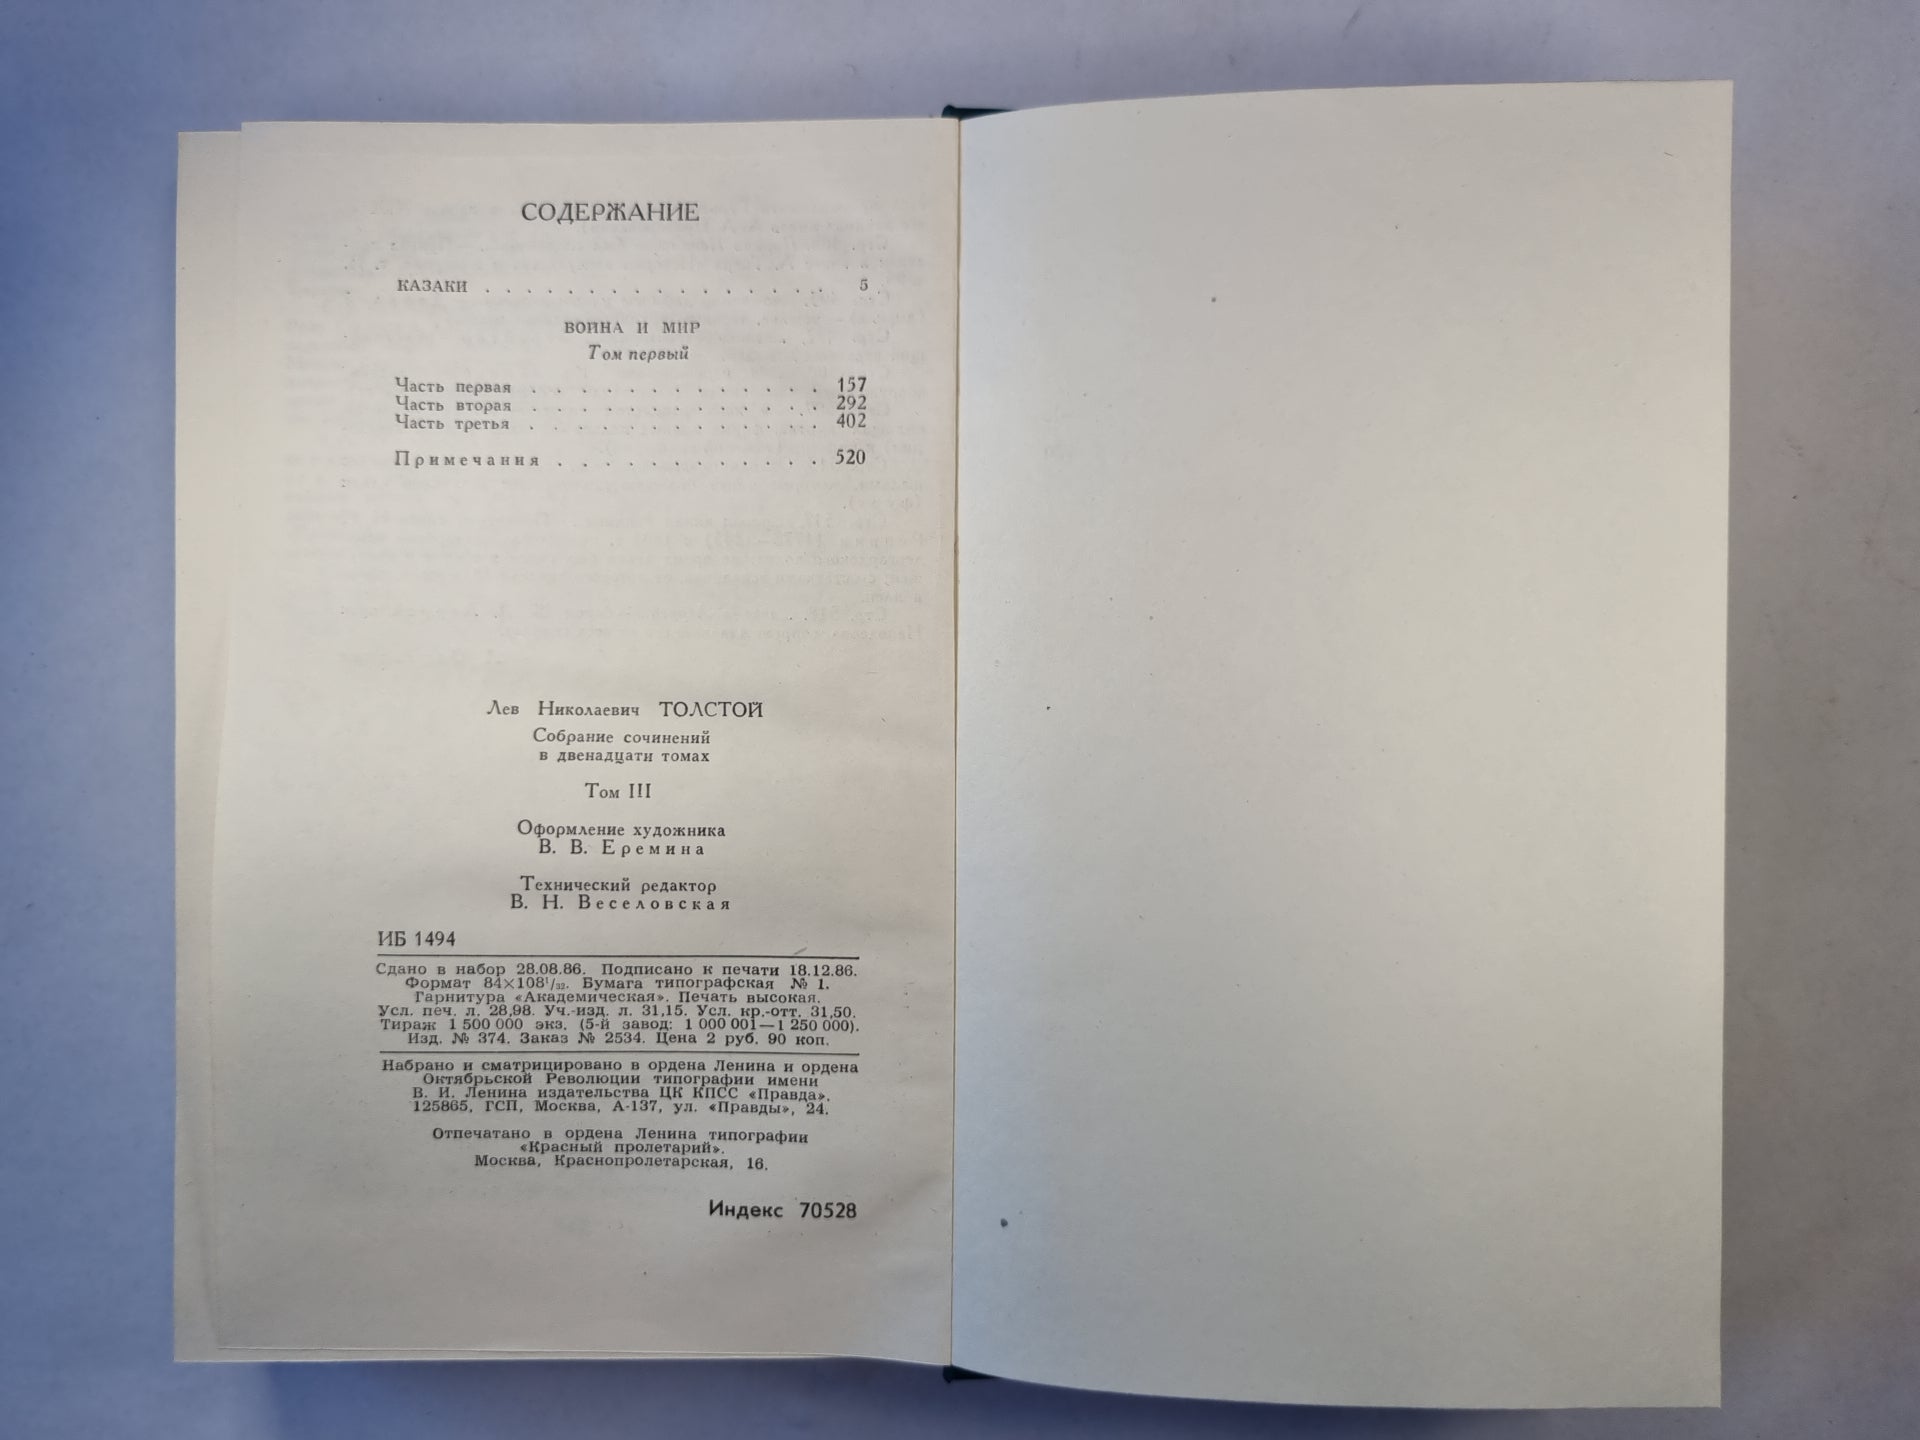 СОДЕРЖАНИЕ
КАЗАКИ . . . . . . . . . . . . . . . . . 5
ВОЙНА И МИР
Том первый
Часть первая . . . . . . . . . . . . . 157
Часть вторая . . . . . . . . . . . . . 292
Часть третья . . . . . . . . . . . . . 402
Примечания . . . . . . . . . . . . 520
Лев Николаевич ТОЛСТОЙ
Собрание сочинений
в двенадцати томах
Том III
Оформление художника
В. В. Еремина
Технический редактор
В. Н. Веселовская
ИБ 1494
Сдано в набор 28.08.86. Подписано к печати 18.12.86.
Формат 84×108¹/₃₂. Бумага типографская № 1.
Гарнитура «Академическая». Печать высокая.
Усл. печ. л. 28,98. Уч.-изд. л. 31,15. Усл. кр.-отт. 31,50.
Тираж 1 500 000 экз. (5-й завод: 1 000 001—1 250 000).
Изд. № 374. Заказ № 2534. Цена 2 руб. 90 коп.
Набрано и сматрицировано в ордена Ленина и ордена
Октябрьской Революции типографии имени
В. И. Ленина издательства ЦК КПСС «Правда».
125865, ГСП, Москва, А-137, ул. «Правды», 24.
Отпечатано в ордена Ленина типографии
«Красный пролетарий».
Москва, Краснопролетарская, 16.
Индекс 70528